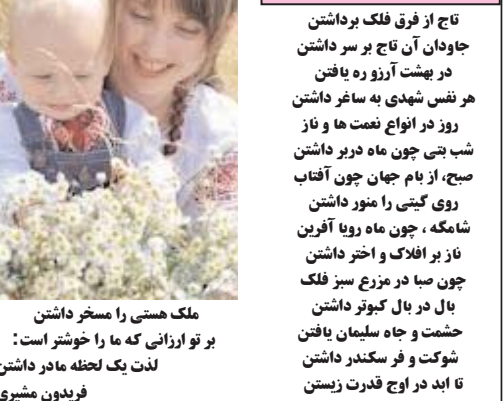 تاج از فرق فلک برداشتن
جاودان آن تاج بر سر داشتن
در بهشت آرزو ره یافتن
هر نفس شهدی به ساغر داشتن
روز در انواع نعمت ها و ناز
شب بتی چون ماه دربر داشتن
صبح، از بام جهان چون آفتاب
روی گیتی را منور داشتن
شامگه ، چون ماه رویا آفرین
ناز بر افلاک و اختر داشتن
چون صبا در مزرع سبز فلک
بال در بال کبوتر داشتن
حشمت و جاه سلیمان یافتن
شوکت و فر سکندر داشتن
تا ابد در اوج قدرت زیستن
ملک هستی را مسخر داشتن
بر تو ارزانی که ما را خوشتر است:
لذت یک لحظه مادر داشتن
فریدون مشیری